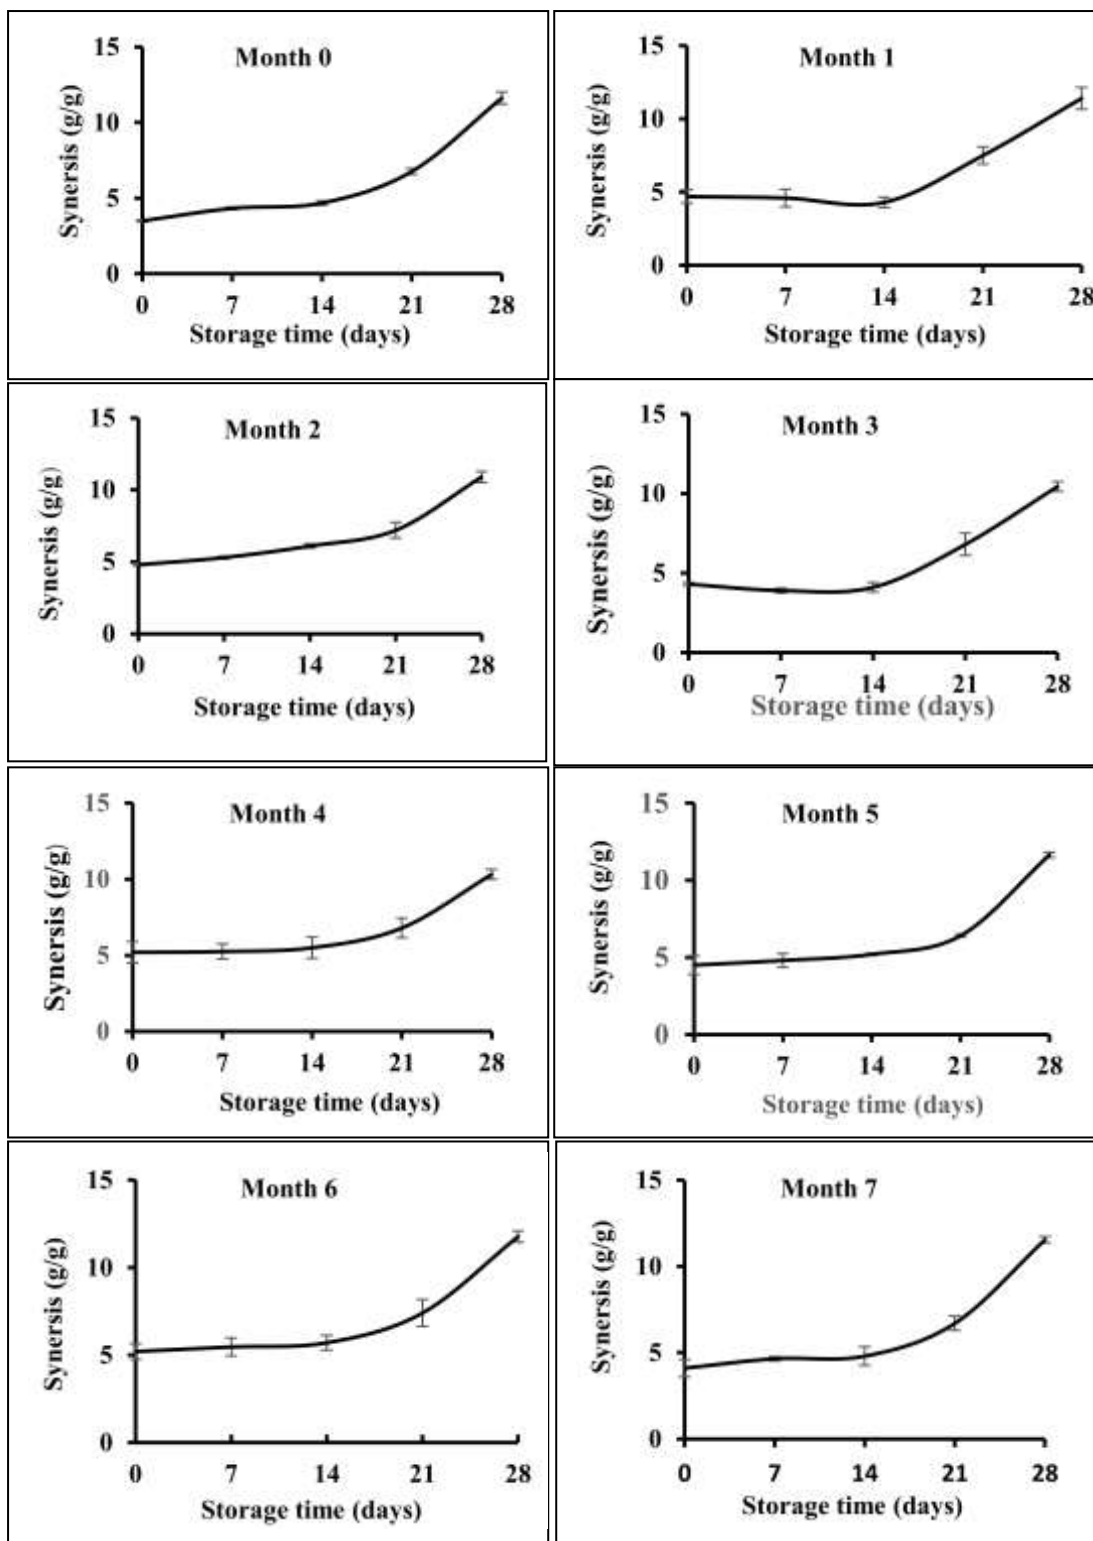 Month 0
Synersis (g/g)
15
10
5
0
0 7 14 21 28
Storage time (days)
Month 1
Synersis (g/g)
15
10
5
0
0 7 14 21 28
Storage time (days)
Month 2
Synersis (g/g)
15
10
5
0
0 7 14 21 28
Storage time (days)
Month 3
Synersis (g/g)
15
10
5
0
0 7 14 21 28
Storage time (days)
Month 4
Synersis (g/g)
15
10
5
0
0 7 14 21 28
Storage time (days)
Month 5
Synersis (g/g)
15
10
5
0
0 7 14 21 28
Storage time (days)
Month 6
Synersis (g/g)
15
10
5
0
0 7 14 21 28
Storage time (days)
Month 7
Synersis (g/g)
15
10
5
0
0 7 14 21 28
Storage time (days)